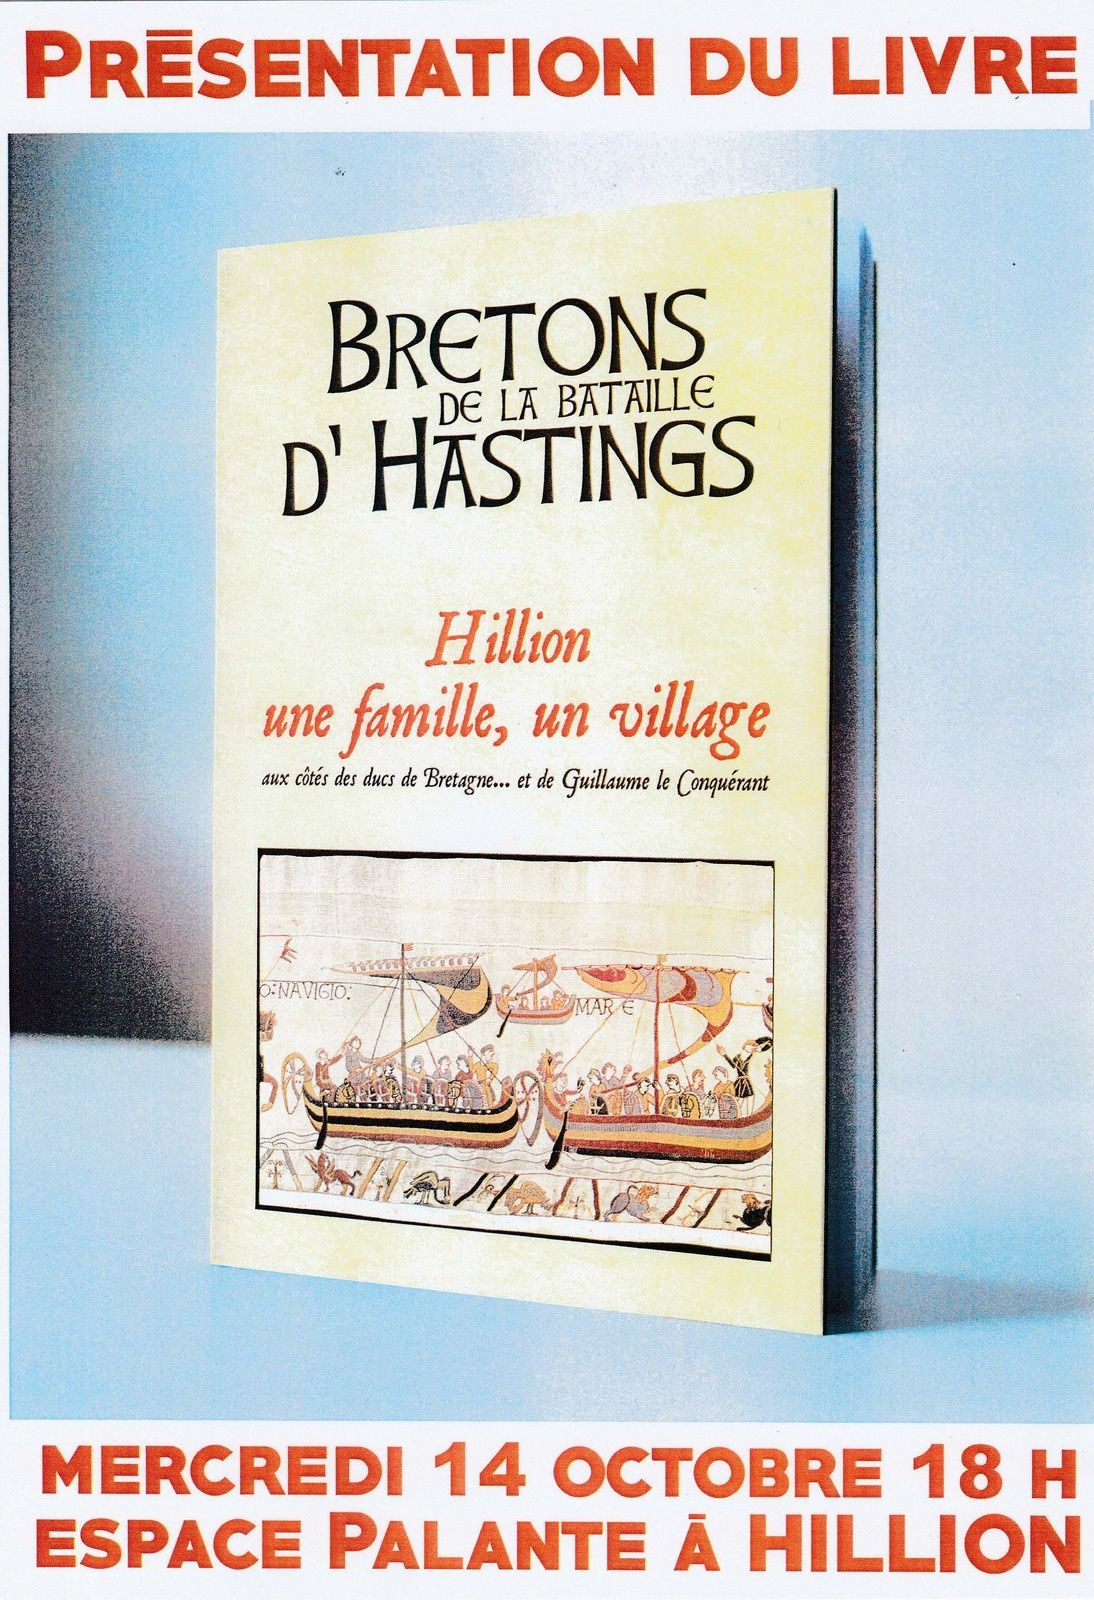 PRĒSENTATION DU LIVRE
BRETONS
DE LA BATAILLE
D'HASTINGS
Hillion
une famille, un village
aux côtés des ducs de Bretagne... et de Guillaume le Conquérant
O:NAVIGIO:
MARE
MERCREDI 14 OCTOBRE 18 H
ESPACE PALANTE Ā HILLION